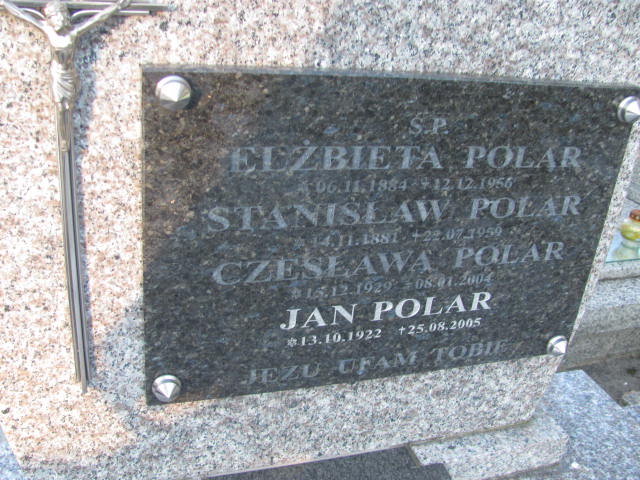 Ś.P.
ELŻBIETA POLAR
*06.11.1884 +12.12.1956
STANISŁAW POLAR
*14.11.1881 +22.07.1959
CZESŁAWA POLAR
*15.12.1929 +08.01.2004
JAN POLAR
*13.10.1922 +25.08.2005
JEZU UFAM TOBIE